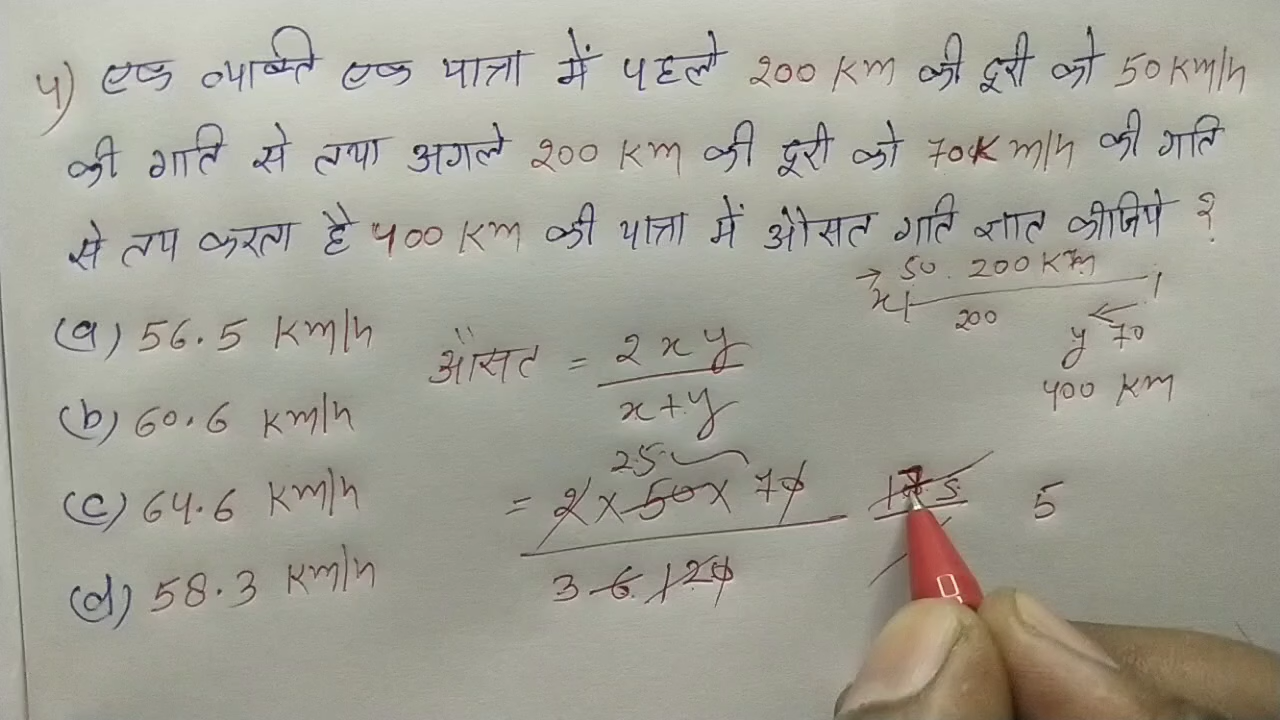 4) एक व्यक्ति एक यात्रा में पहले 200 Km की दूरी को 50 Km/h
की गति से तथा अगले 200 Km की दूरी को 70 Km/h की गति
से तय करता है 400 Km की यात्रा में औसत गति ज्ञात कीजिये ?
→ 50 . 200 Km
x 200
y 70
400 Km
(a) 56.5 Km/h
(b) 60.6 Km/h
(c) 64.6 Km/h
(d) 58.3 Km/h
औसत = 2xy
x+y
25
= 2 × 50 × 70
3 6 120
5